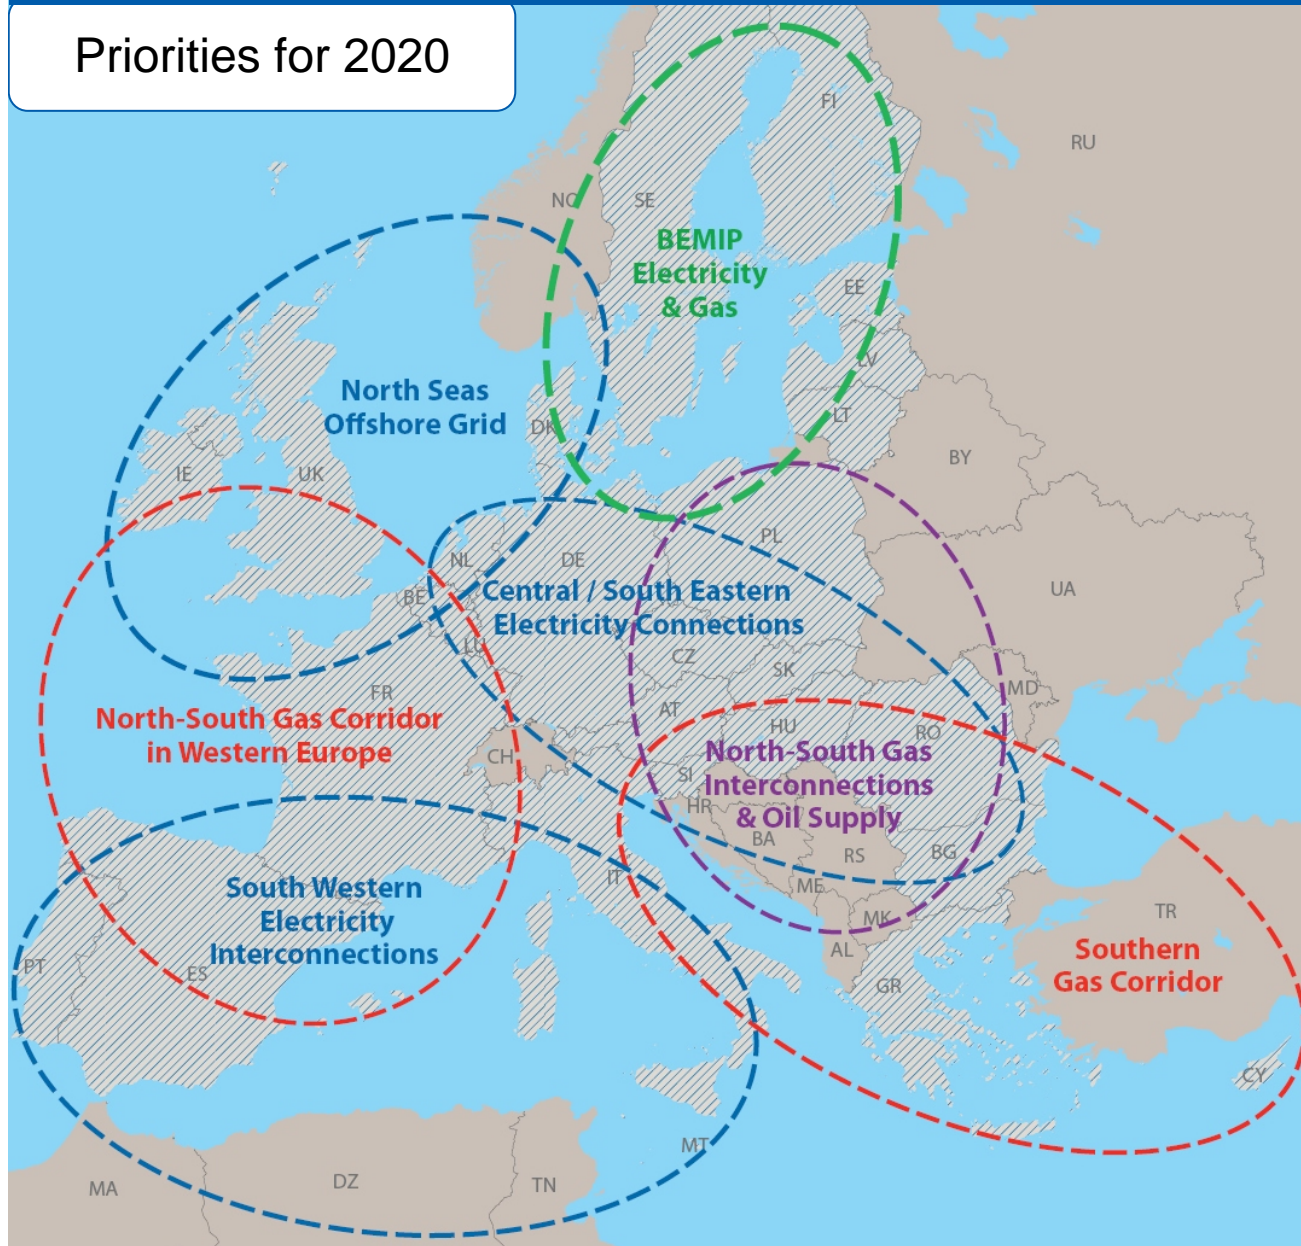 Priorities for 2020
FI
RU
NO
SE
BEMIP
Electricity
& Gas
EE
LV
North Seas
Offshore Grid
LT
DK
BY
IE
UK
PL
NL
DE
UA
Central / South Eastern
Electricity Connections
BE
LU
CZ
SK
FR
MD
AT
North-South Gas Corridor
in Western Europe
HU
RO
CH
North-South Gas
Interconnections
& Oil Supply
SI
HR
BA
RS
BG
IT
ME
South Western
Electricity
Interconnections
MK
TR
AL
Southern
Gas Corridor
PT
ES
GR
CY
MT
MA
DZ
TN